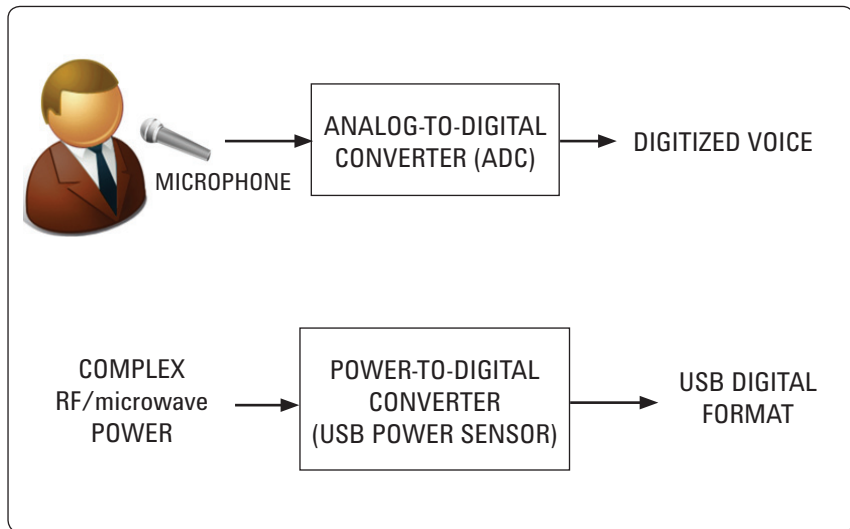 MICROPHONE
ANALOG-TO-DIGITAL
CONVERTER (ADC)
DIGITIZED VOICE
COMPLEX
RF/microwave
POWER
POWER-TO-DIGITAL
CONVERTER
(USB POWER SENSOR)
USB DIGITAL
FORMAT